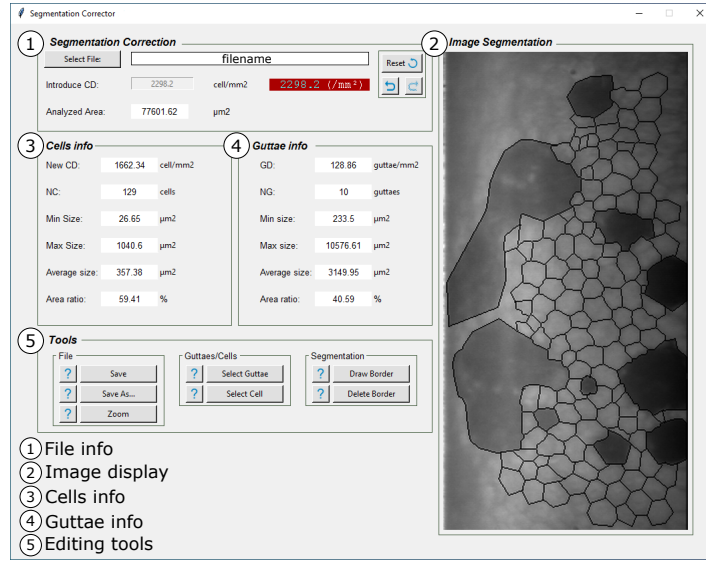 Segmentation Corrector
1 Segmentation Correction
Select File: filename
Reset
Introduce CD: 2298.2 cell/mm2 2298.2 (/mm²)
Analyzed Area: 77601.62 µm2
2 Image Segmentation
3 Cells info
New CD: 1662.34 cell/mm2
NC: 129 cells
Min Size: 26.65 µm2
Max Size: 1040.6 µm2
Average size: 357.38 µm2
Area ratio: 59.41 %
4 Guttae info
GD: 128.86 guttae/mm2
NG: 10 guttaes
Min size: 233.5 µm2
Max size: 10576.61 µm2
Average size: 3149.95 µm2
Area ratio: 40.59 %
5 Tools
File
? Save
? Save As...
? Zoom
Guttaes/Cells
? Select Guttae
? Select Cell
Segmentation
? Draw Border
? Delete Border
1 File info
2 Image display
3 Cells info
4 Guttae info
5 Editing tools